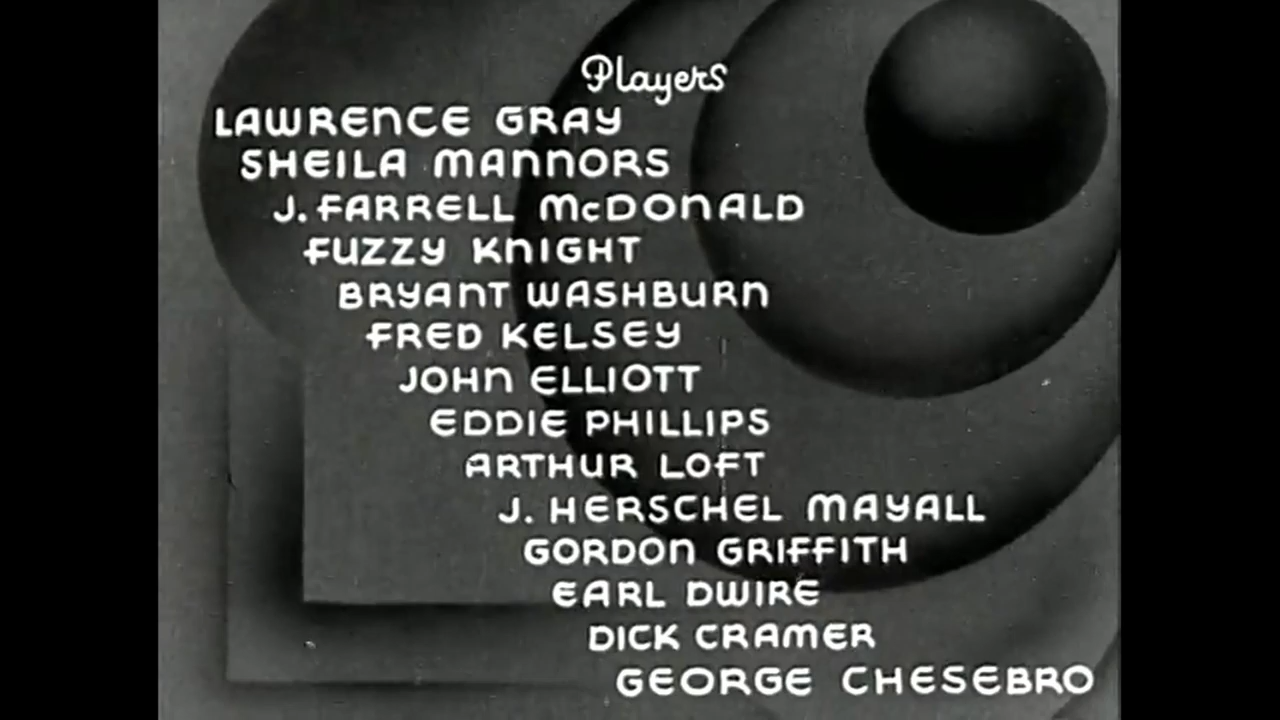 Players
LAWRENCE GRAY
SHEILA MANNORS
J. FARRELL McDONALD
FUZZY KNIGHT
BRYANT WASHBURN
FRED KELSEY
JOHN ELLIOTT
EDDIE PHILLIPS
ARTHUR LOFT
J. HERSCHEL MAYALL
GORDON GRIFFITH
EARL DWIRE
DICK CRAMER
GEORGE CHESEBRO